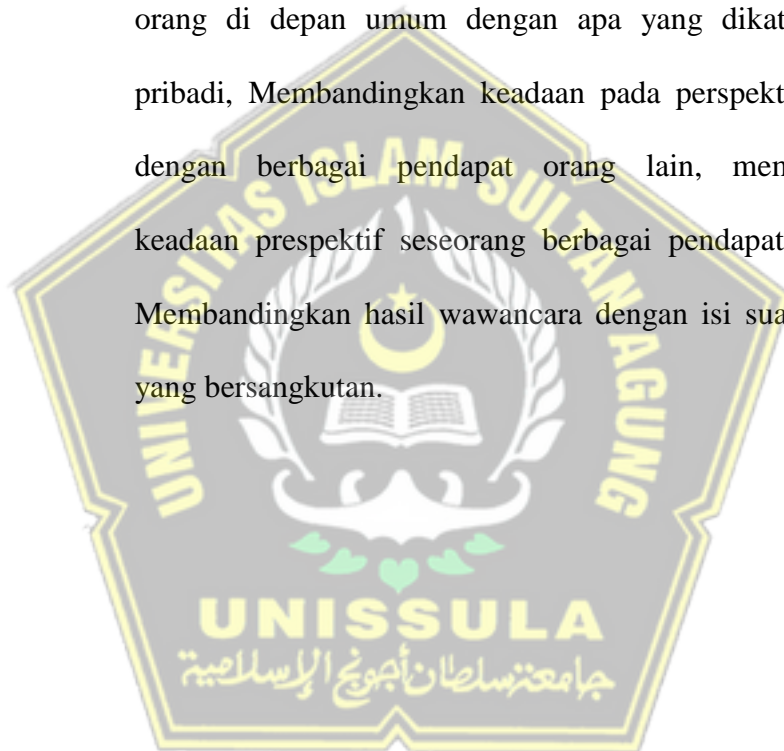 orang di depan umum dengan apa yang dikat
pribadi, Membandingkan keadaan pada perspekt
dengan berbagai pendapat orang lain, men
keadaan prespektif seseorang berbagai pendapat
Membandingkan hasil wawancara dengan isi sua
yang bersangkutan.
UNIVERSITAS ISLAM SULTAN AGUNG
UNISSULA
جامعتنسلطان أجونج الإسلامية